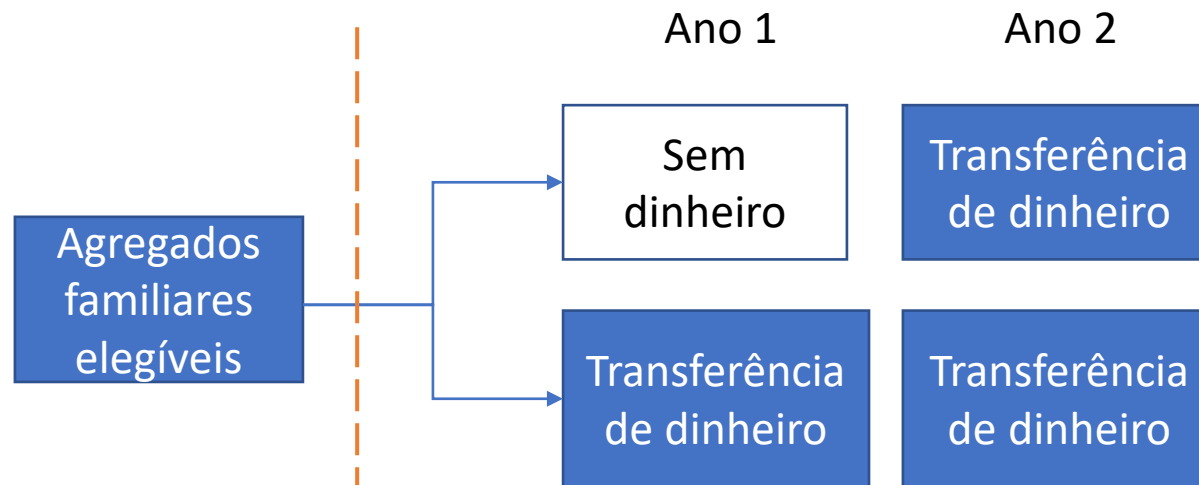 Ano 1
Ano 2
Agregados
familiares
elegíveis
Sem
dinheiro
Transferência
de dinheiro
Transferência
de dinheiro
Transferência
de dinheiro